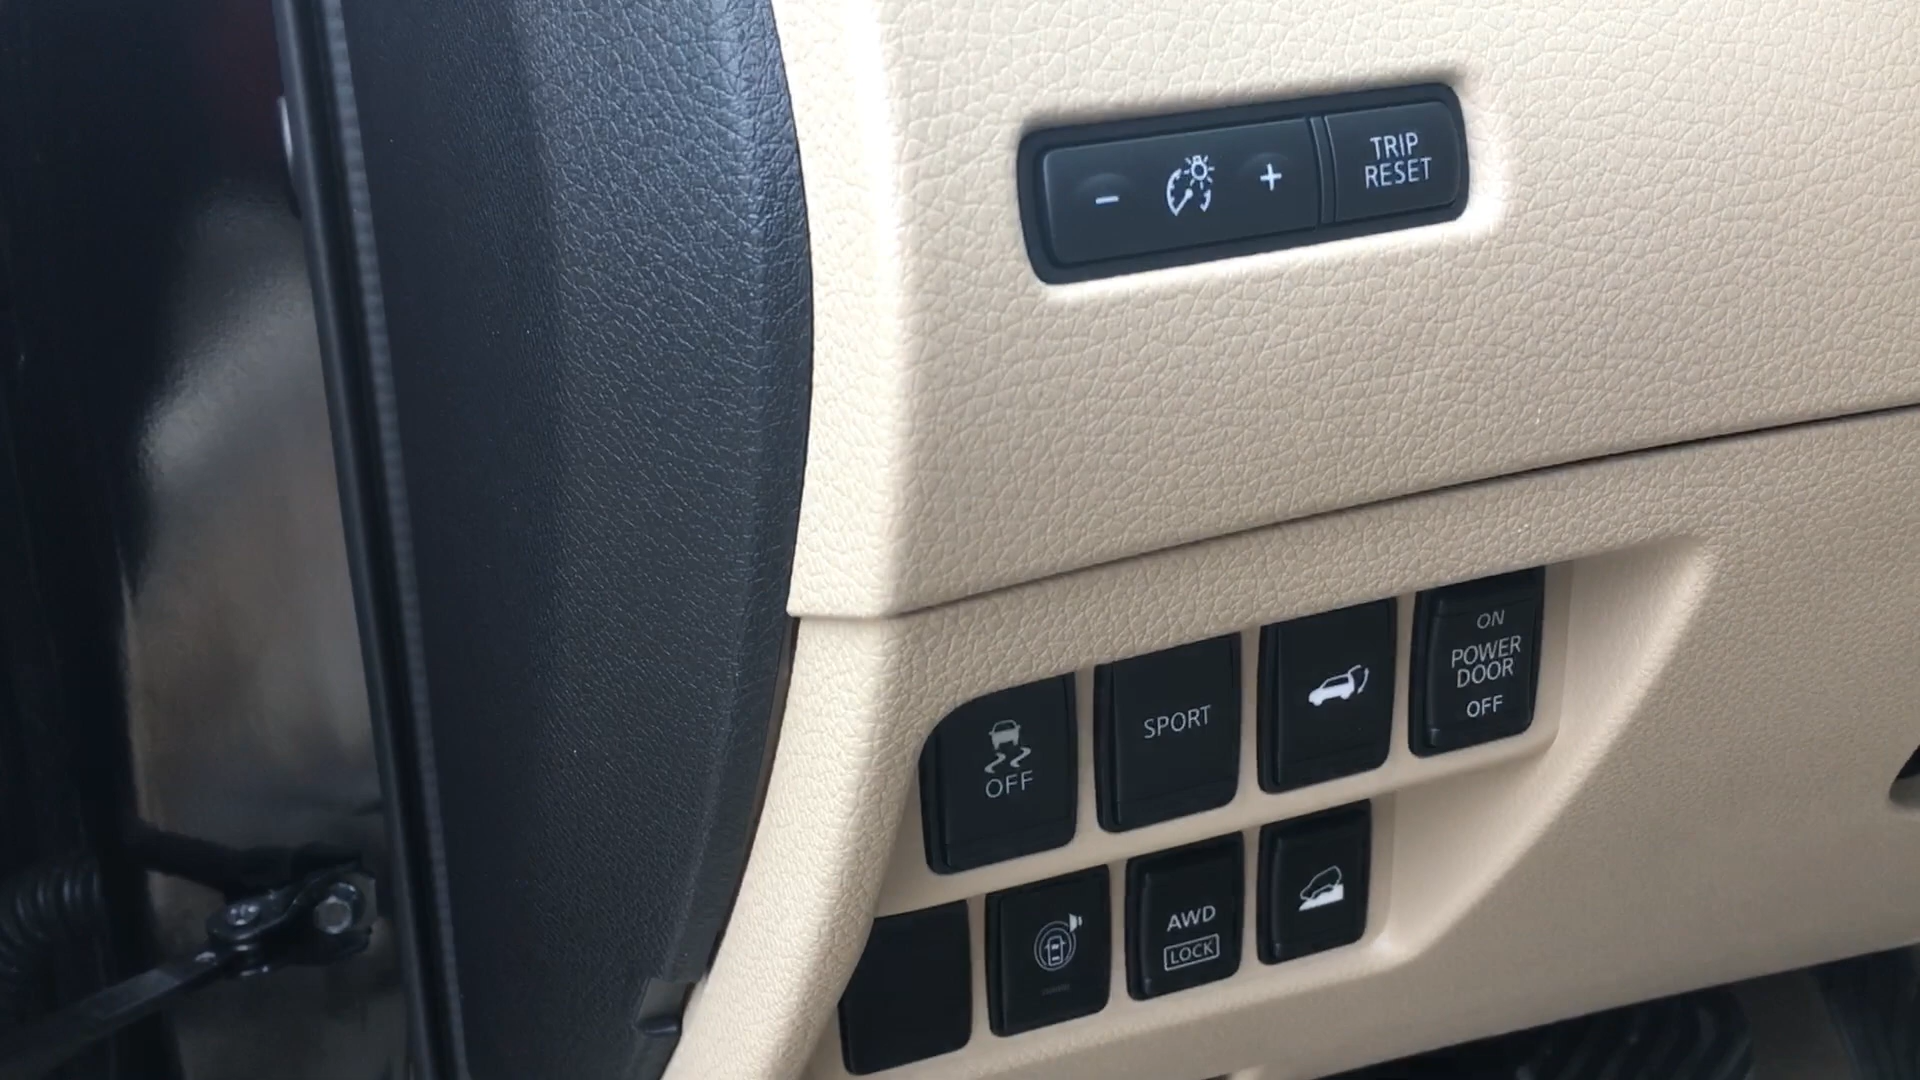 - +
TRIP
RESET
ON
POWER
DOOR
OFF
SPORT
OFF
AWD
LOCK